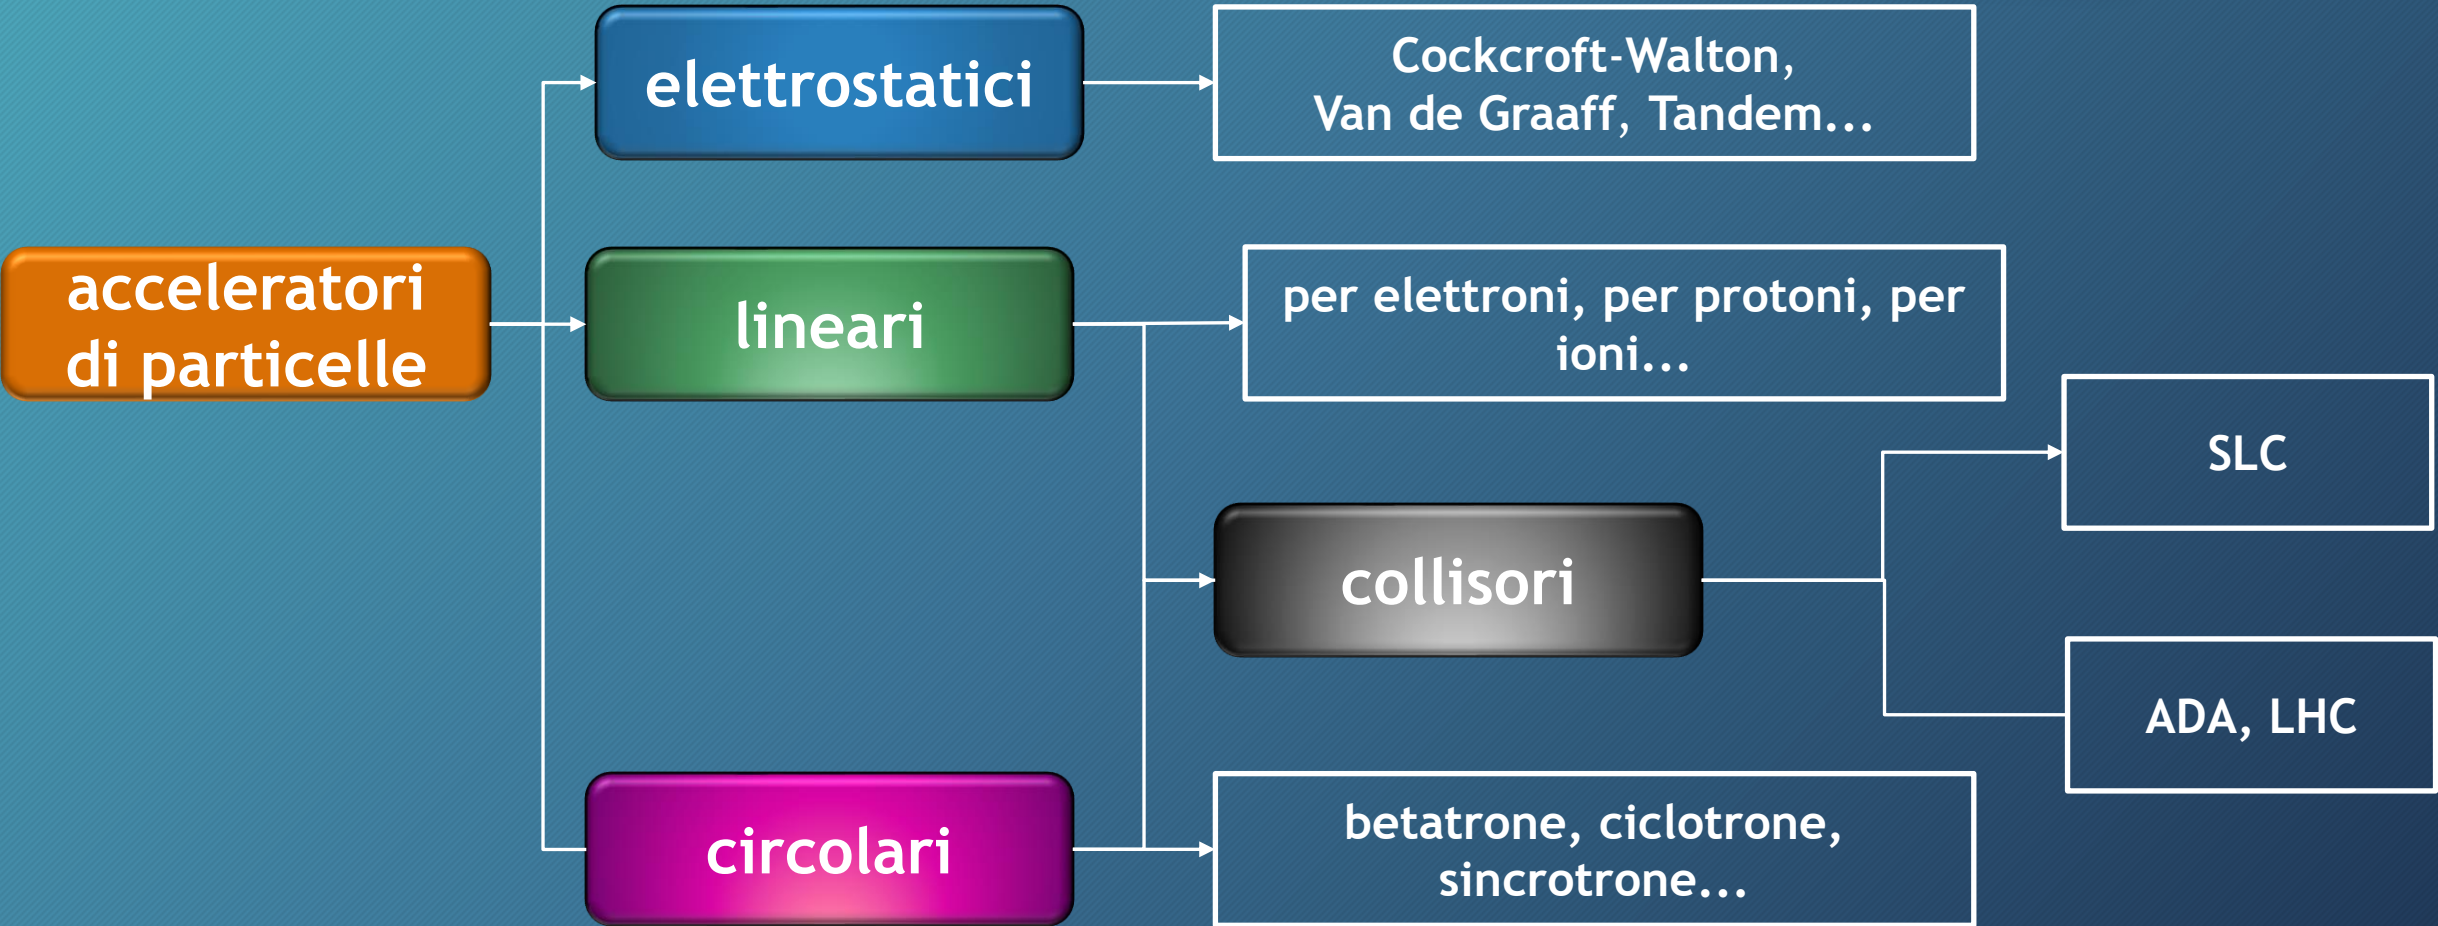 elettrostatici
Cockcroft-Walton,
Van de Graaff, Tandem...
acceleratori
di particelle
lineari
per elettroni, per protoni, per
ioni...
SLC
collisori
ADA, LHC
circolari
betatrone, ciclotrone,
sincrotrone...